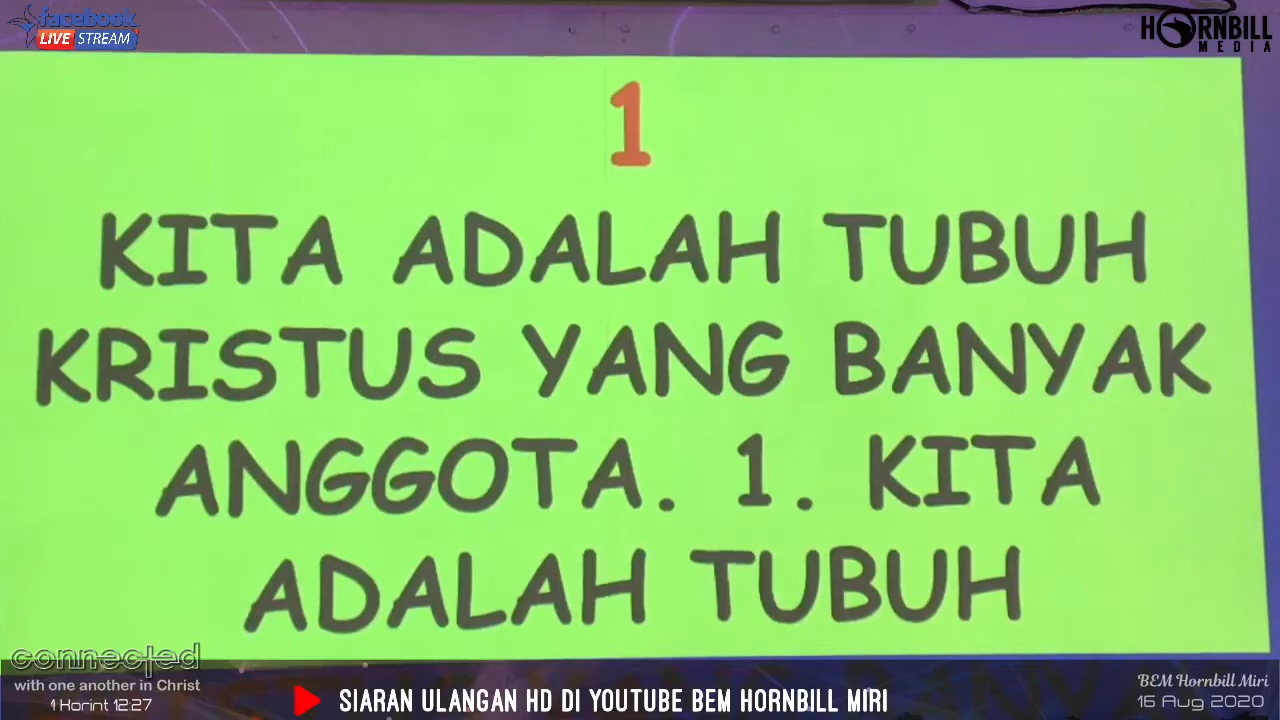 facebook
LIVE STREAM
HORNBILL
MEDIA
1
KITA ADALAH TUBUH
KRISTUS YANG BANYAK
ANGGOTA. 1. KITA
ADALAH TUBUH
connected
with one another in Christ
1 Horint 12:27
SIARAN ULANGAN HD DI YOUTUBE BEM HORNBILL MIRI
BEM Hornbill Miri
16 Aug 2020